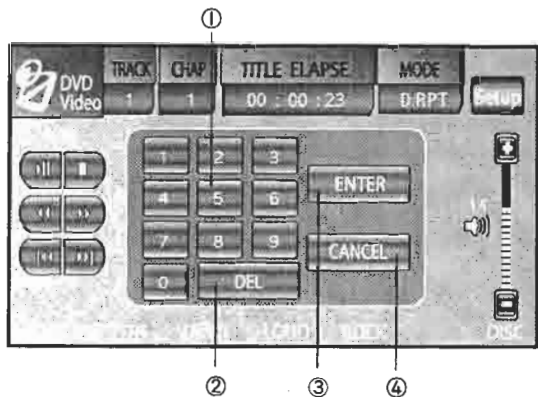 ①
TRACK CHAP TITLE ELAPSE MODE
DVD Video 1 1 00 : 00 : 23 D.RPT Setup
1 2 3
4 5 6 ENTER
7 8 9 CANCEL
0 DEL
DISC
② ③ ④